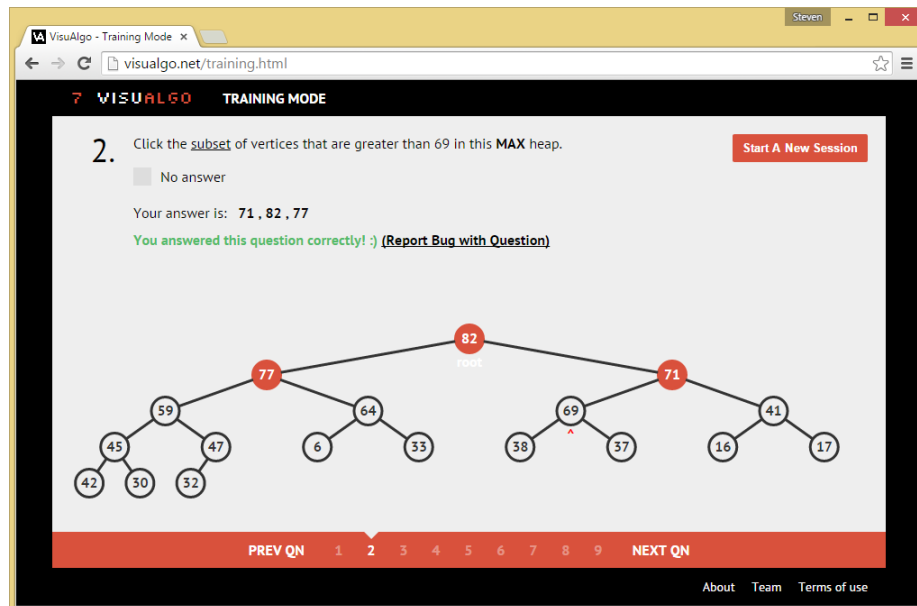 Steven
VisuAlgo - Training Mode
visualgo.net/training.html
7 VISUALGO TRAINING MODE
2. Click the subset of vertices that are greater than 69 in this MAX heap.
Start A New Session
No answer
Your answer is: 71 , 82 , 77
You answered this question correctly! :) (Report Bug with Question)
82
root
77 71
59 64 69 41
^
45 47 6 33 38 37 16 17
42 30 32
PREV QN 1 2 3 4 5 6 7 8 9 NEXT QN
About Team Terms of use